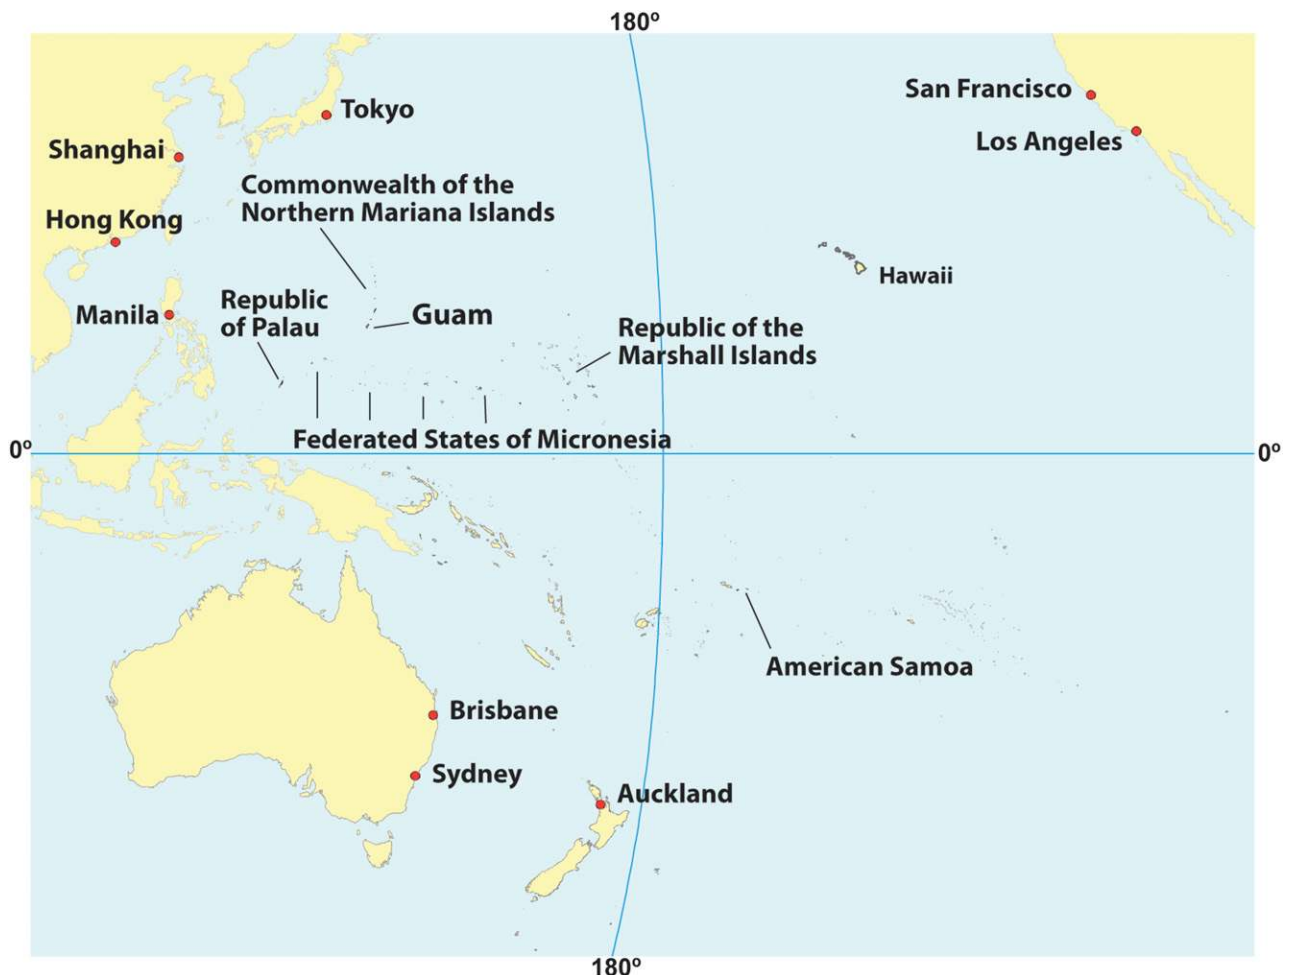 180º
San Francisco
Tokyo
Los Angeles
Shanghai
Commonwealth of the
Northern Mariana Islands
Hong Kong
Hawaii
Republic
of Palau
Manila
Guam
Republic of the
Marshall Islands
Federated States of Micronesia
0º
0º
American Samoa
Brisbane
Sydney
Auckland
180º